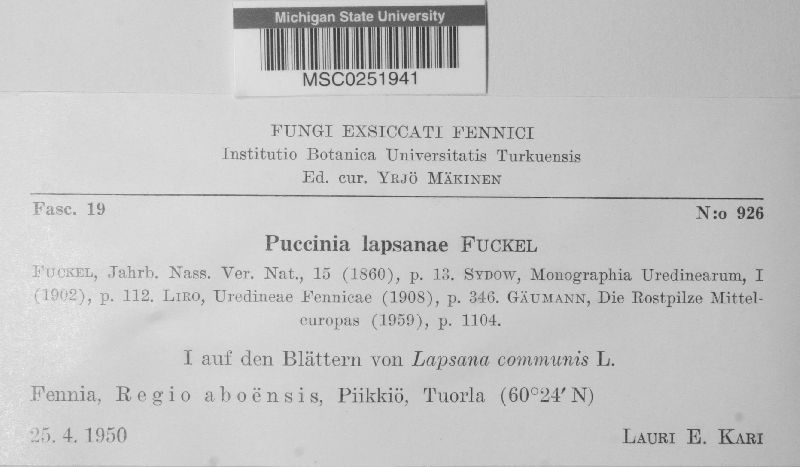 Michigan State University
MSC0251941
FUNGI EXSICCATI FENNICI
Institutio Botanica Universitatis Turkuensis
Ed. cur. YRJÖ MÄKINEN
Fasc. 19
N:o 926
Puccinia lapsanae FUCKEL
FUCKEL, Jahrb. Nass. Ver. Nat., 15 (1860), p. 13. SYDOW, Monographia Uredinearum, I
(1902), p. 112. LIRO, Uredineae Fennicae (1908), p. 346. GÄUMANN, Die Rostpilze Mittel-
europas (1959), p. 1104.
I auf den Blättern von Lapsana communis L.
Fennia, Regio aboënsis, Piikkiö, Tuorla (60°24′ N)
25. 4. 1950
LAURI E. KARI